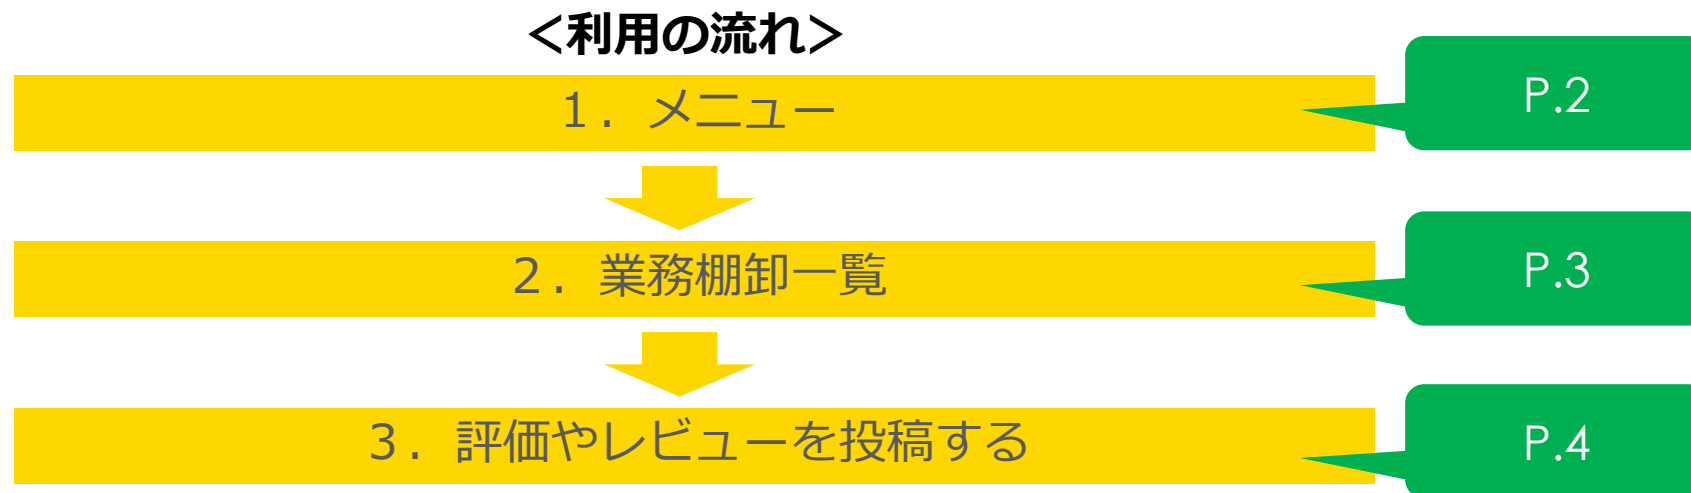 ＜利用の流れ＞
1. メニュー
P.2
2. 業務棚卸一覧
P.3
3. 評価やレビューを投稿する
P.4